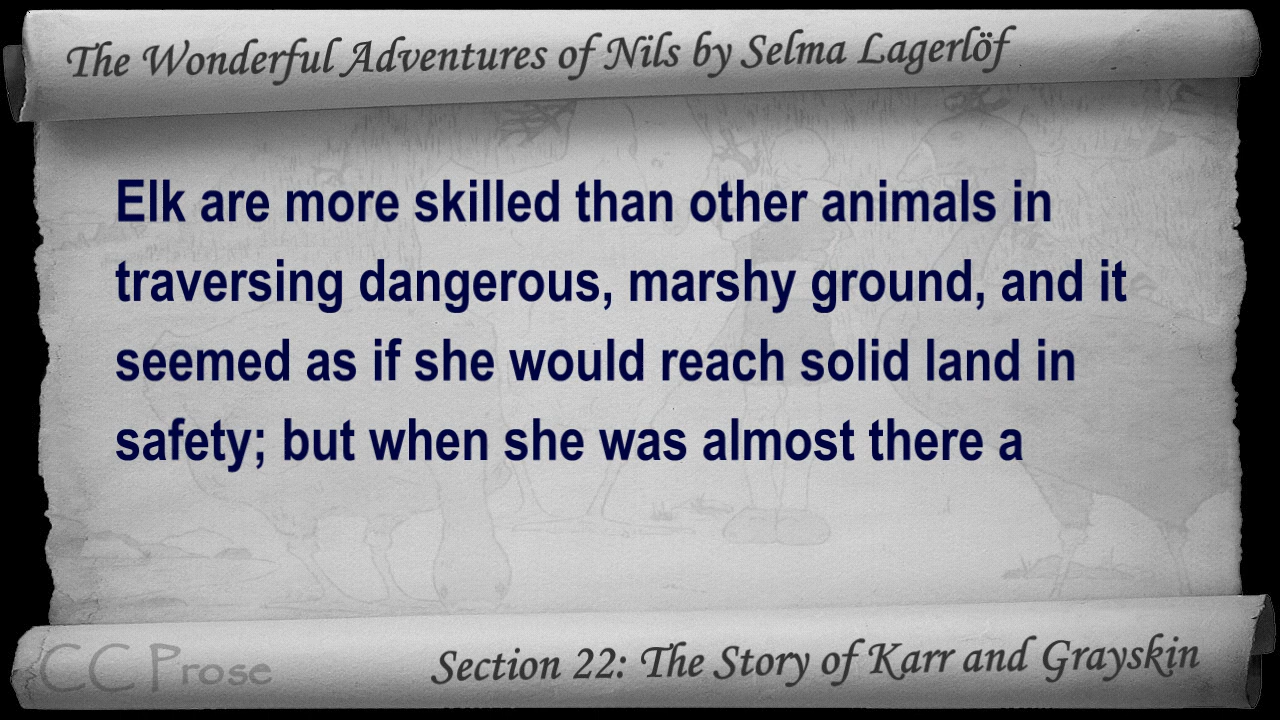 The Wonderful Adventures of Nils by Selma Lagerlöf
Elk are more skilled than other animals in
traversing dangerous, marshy ground, and it
seemed as if she would reach solid land in
safety; but when she was almost there a
CC Prose
Section 22: The Story of Karr and Grayskin